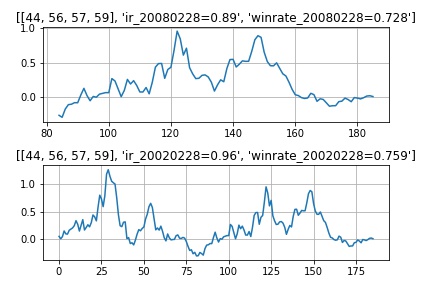 [[44, 56, 57, 59], 'ir_20080228=0.89', 'winrate_20080228=0.728']
1.0
0.5
0.0
80 100 120 140 160 180
[[44, 56, 57, 59], 'ir_20020228=0.96', 'winrate_20020228=0.759']
1.0
0.5
0.0
0 25 50 75 100 125 150 175